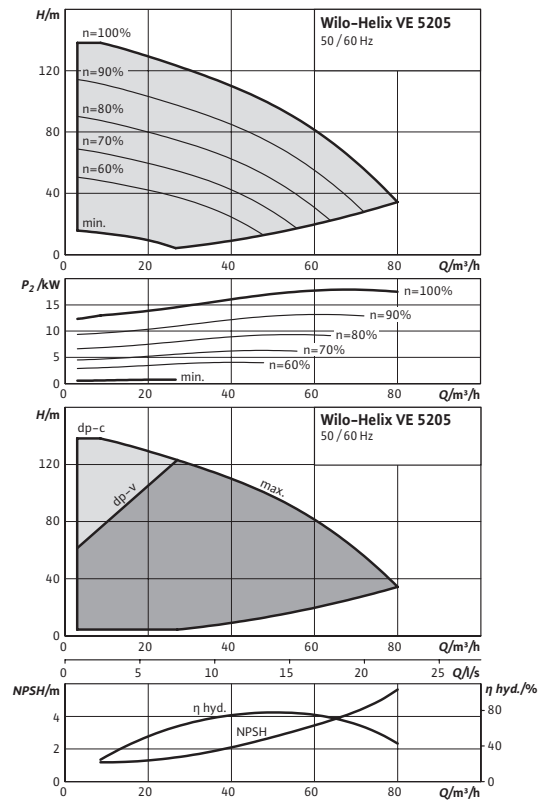 H/m
Wilo-Helix VE 5205
50 / 60 Hz
n=100%
120
n=90%
80
n=80%
n=70%
n=60%
40
min.
0
0 20 40 60 80 Q/m³/h
P₂ /kW
15
n=100%
n=90%
10
n=80%
n=70%
5
n=60%
min.
0
0 20 40 60 80 Q/m³/h
H/m
Wilo-Helix VE 5205
50 / 60 Hz
dp-c
120
max.
dp-v
80
40
0
0 20 40 60 80 Q/m³/h
0 5 10 15 20 25 Q/l/s
NPSH/m
η hyd./%
η hyd.
80
4
NPSH
2
40
0
0
0 20 40 60 80 Q/m³/h